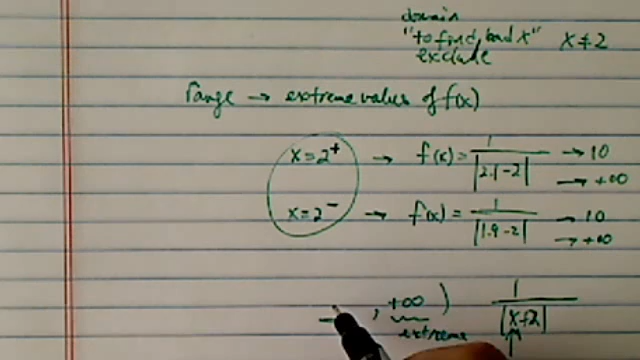 domain
"to find bad x" x ≠ 2
exclude
range → extreme values of f(x)
x = 2⁺ → f(x) = 1/|2.1-2| → 10
→ +∞
x = 2⁻ → f(x) = 1/|1.9-2| → 10
→ +∞
, +∞) 1/|x+2|
extreme